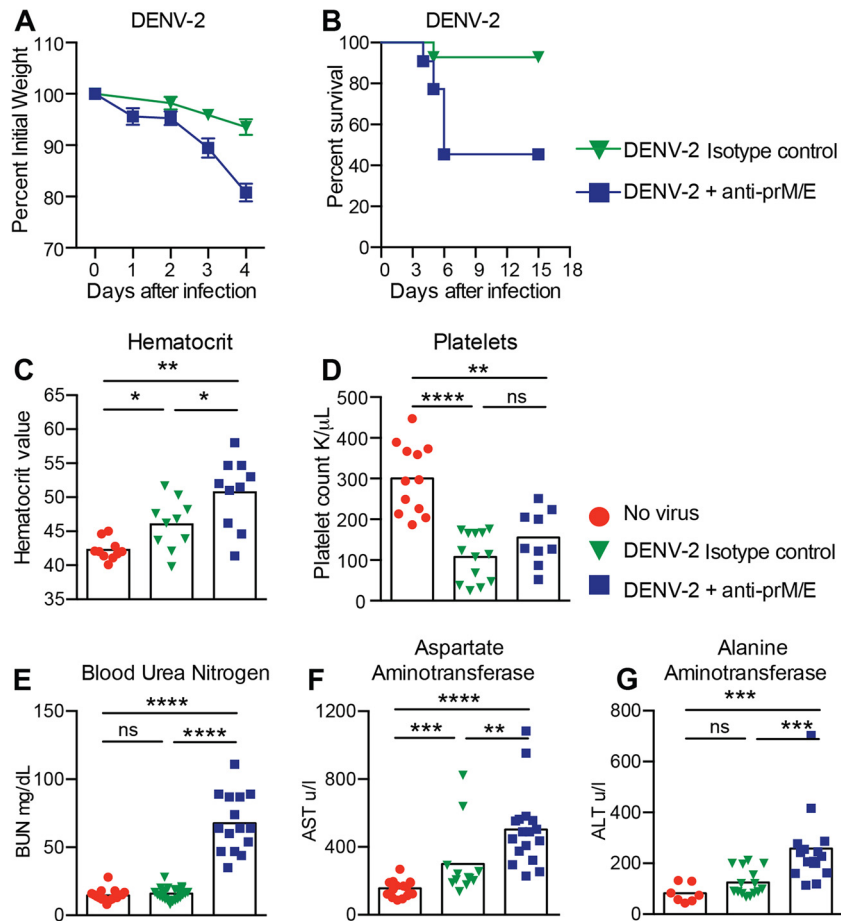 A
DENV-2
Percent Initial Weight
110
100
90
80
70
0 1 2 3 4
Days after infection
B
DENV-2
Percent survival
100
80
60
40
20
0
0 3 6 9 12 15 18
Days after infection
DENV-2 Isotype control
DENV-2 + anti-prM/E
C
Hematocrit
**
* *
Hematocrit value
65
60
55
50
45
40
35
D
Platelets
**
**** ns
Platelet count K/µL
500
400
300
200
100
0
No virus
DENV-2 Isotype control
DENV-2 + anti-prM/E
E
Blood Urea Nitrogen
****
ns ****
BUN mg/dL
150
100
50
0
F
Aspartate
Aminotransferase
****
*** **
AST u/l
1200
800
400
0
G
Alanine
Aminotransferase
***
ns ***
ALT u/l
800
600
400
200
0